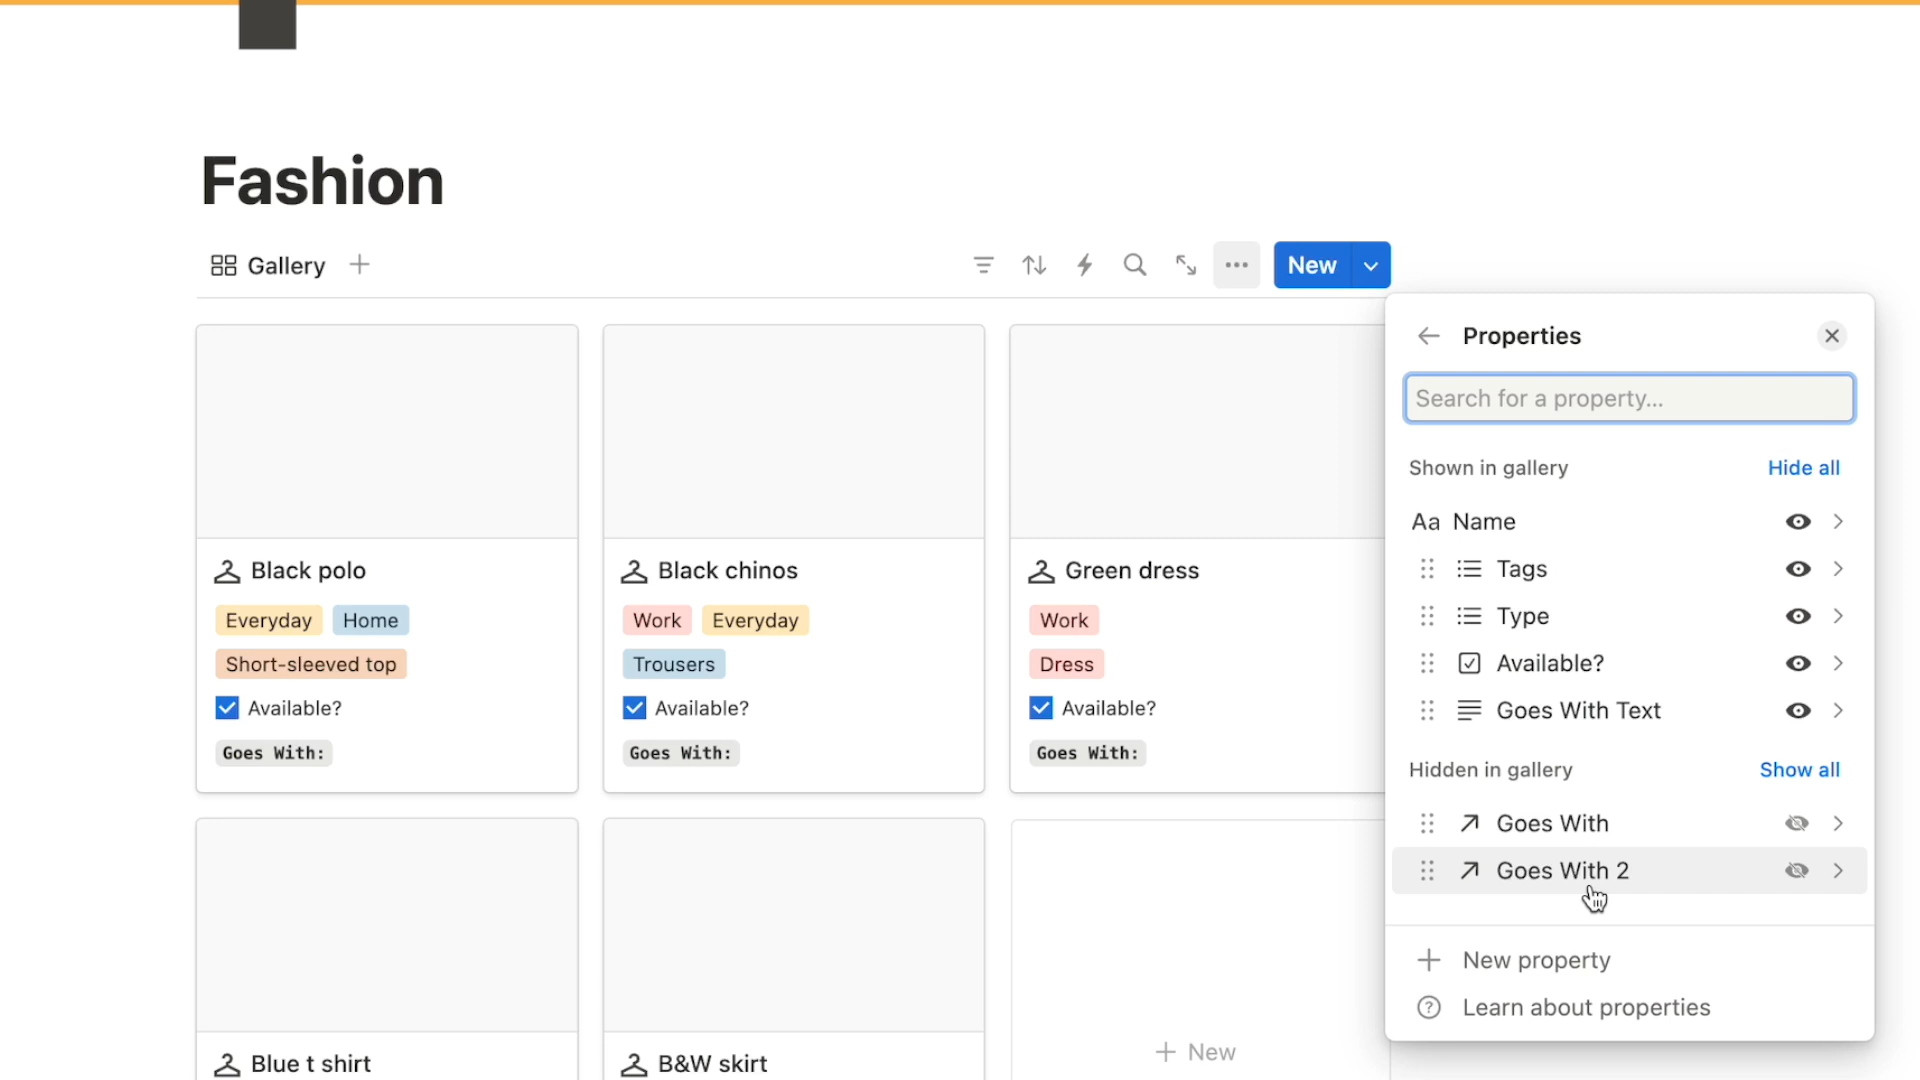 Fashion
Gallery
New
Black polo
Everyday Home
Short-sleeved top
Available?
Goes With:
Black chinos
Work Everyday
Trousers
Available?
Goes With:
Green dress
Work
Dress
Available?
Goes With:
Blue t shirt
B&W skirt
+ New
Properties
Search for a property...
Shown in gallery Hide all
Aa Name
Tags
Type
Available?
Goes With Text
Hidden in gallery Show all
Goes With
Goes With 2
+ New property
? Learn about properties